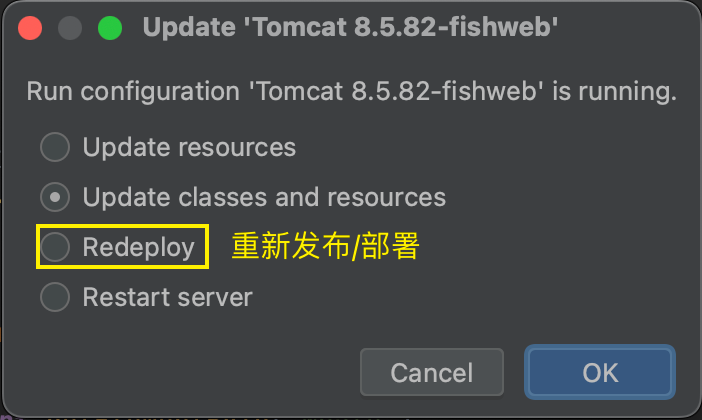 Update 'Tomcat 8.5.82-fishweb'
Run configuration 'Tomcat 8.5.82-fishweb' is running.
Update resources
Update classes and resources
Redeploy 重新发布/部署
Restart server
Cancel OK